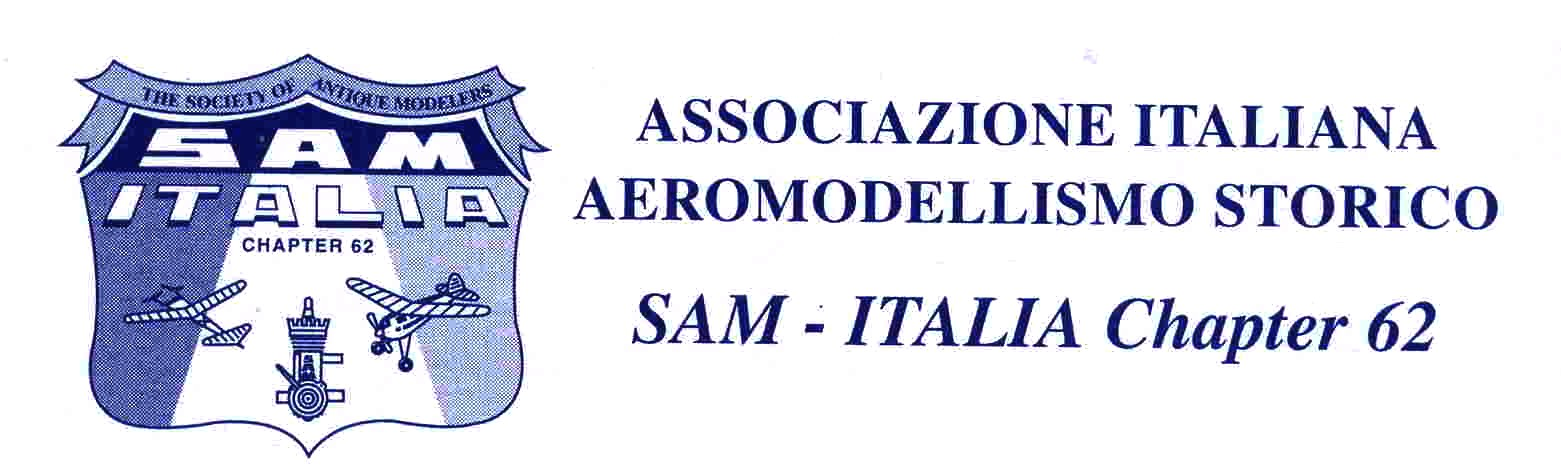 THE SOCIETY OF ANTIQUE MODELERS
SAM
ITALIA
CHAPTER 62
ASSOCIAZIONE ITALIANA
AEROMODELLISMO STORICO
SAM - ITALIA Chapter 62